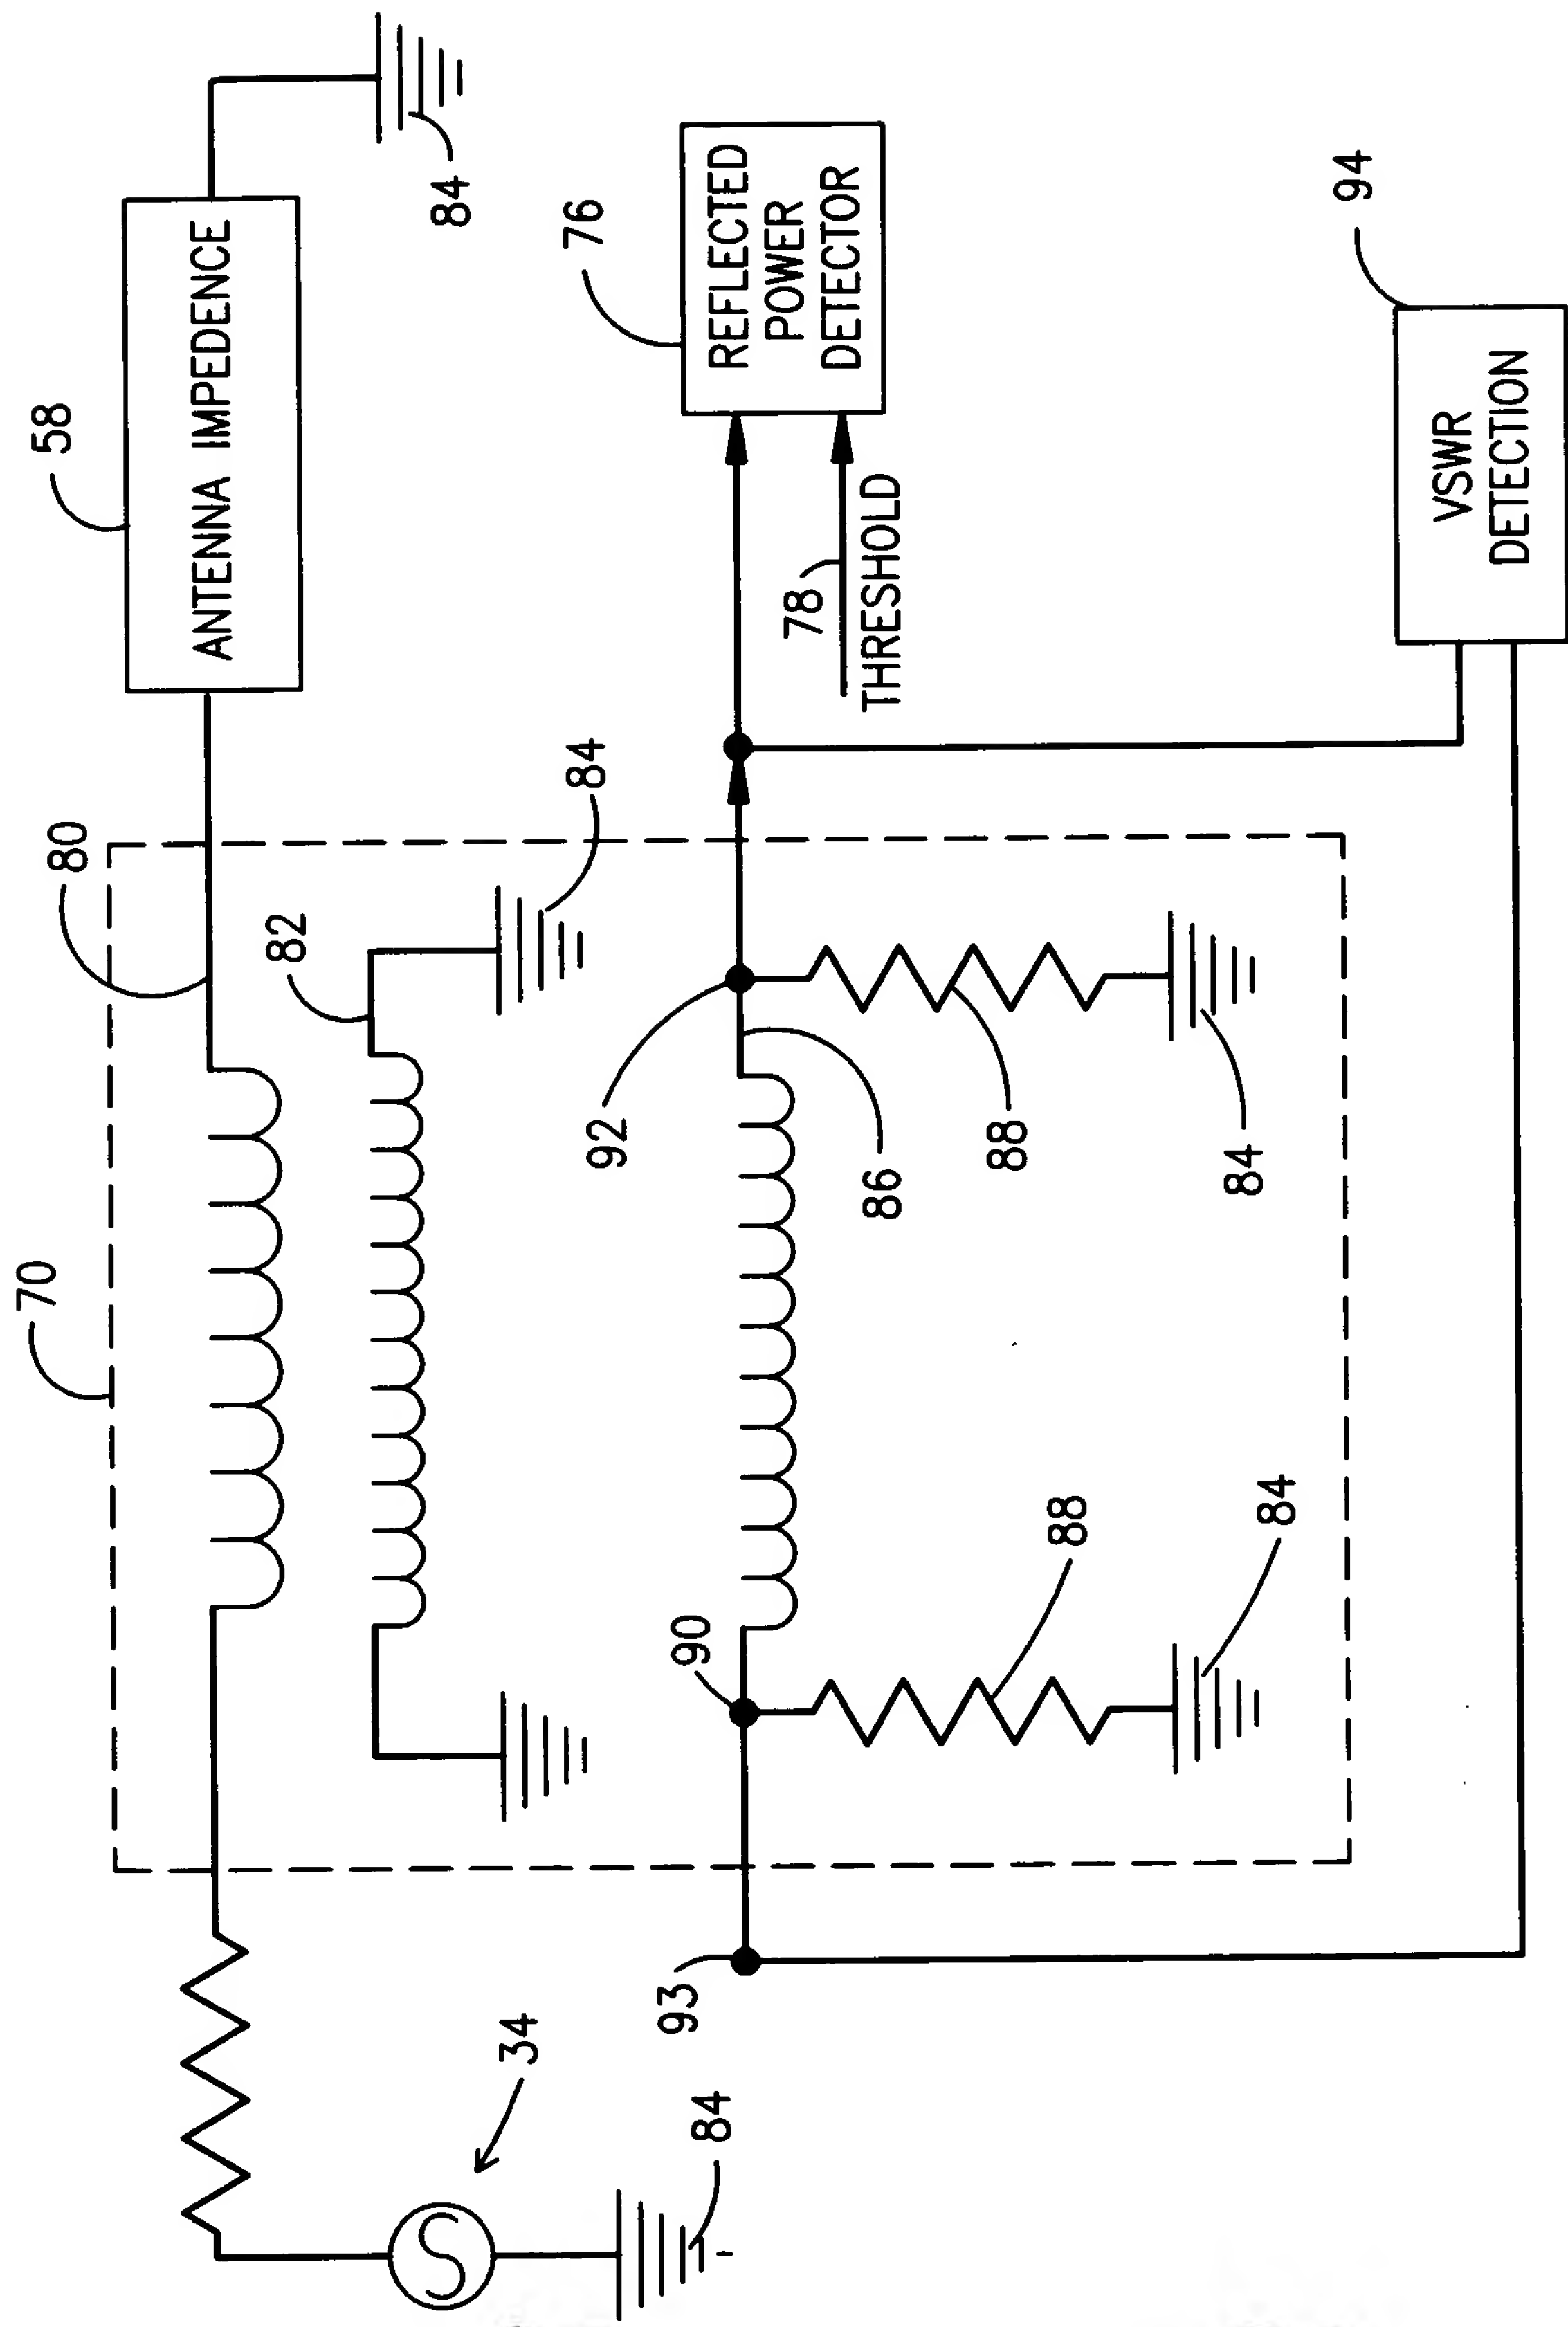 58
ANTENNA IMPEDENCE
84
70
80
82
84
76
REFLECTED
POWER
DETECTOR
78
THRESHOLD
92
86
88
84
90
88
84
93
34
84
94
VSWR
DETECTION